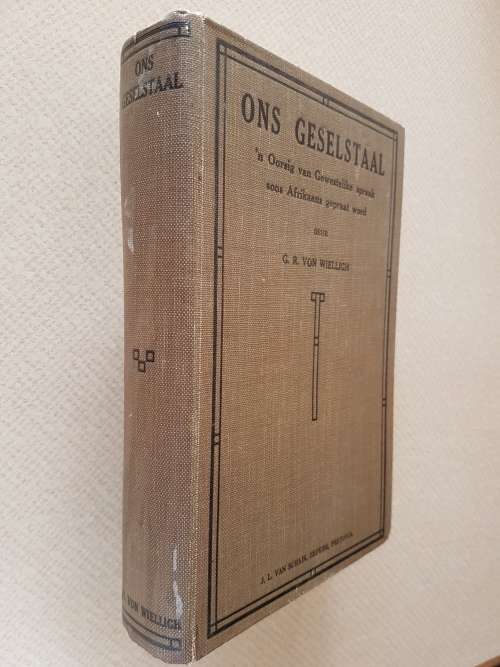 ONS
GESELSTAAL
ONS GESELSTAAL
'n Oorsig van Gewestelike spraak
soos Afrikaans gepraat word
DEUR
G. R. VON WIELLIGH
J. L. VAN SCHAIK, BEPERK, PRETORIA.
VON WIELLIGH